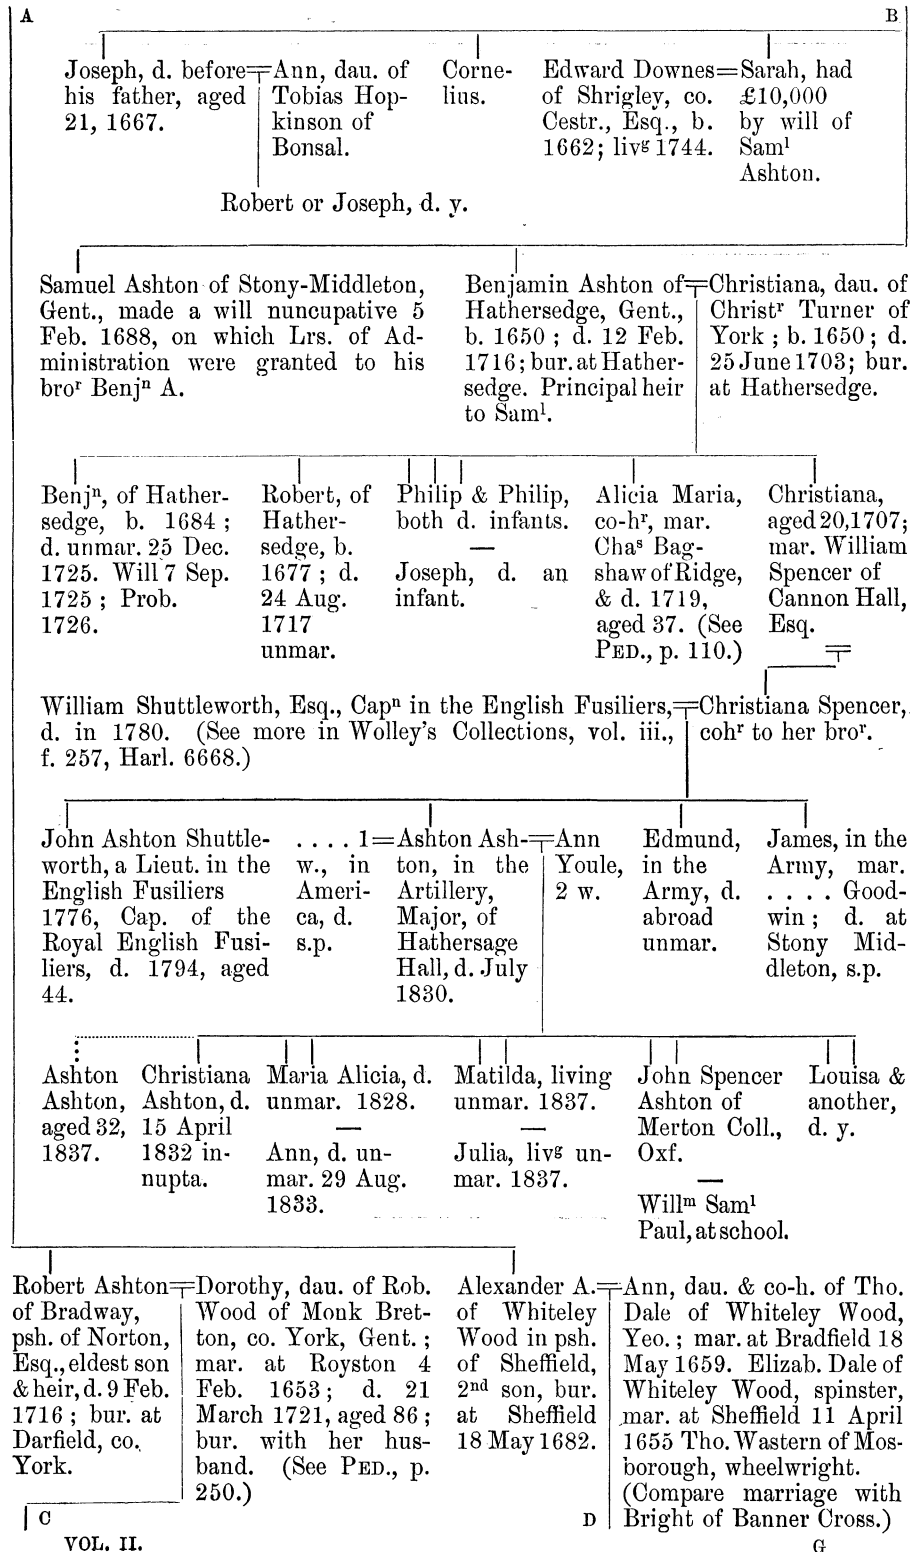 A
B
Joseph, d. before
his father, aged
21, 1667.
Ann, dau. of
Tobias Hop-
kinson of
Bonsal.
Corne-
lius.
Edward Downes=
of Shrigley, co.
Cestr., Esq., b.
1662; livᵍ 1744.
Sarah, had
£10,000
by will of
Samˡ
Ashton.
Robert or Joseph, d. y.
Samuel Ashton of Stony-Middleton,
Gent., made a will nuncupative 5
Feb. 1688, on which Lrs. of Ad-
ministration were granted to his
broʳ Benjⁿ A.
Benjamin Ashton of
Hathersedge, Gent.,
b. 1650; d. 12 Feb.
1716; bur. at Hather-
sedge. Principal heir
to Samˡ.
Christiana, dau. of
Christʳ Turner of
York; b. 1650; d.
25 June 1703; bur.
at Hathersedge.
Benjⁿ, of Hather-
sedge, b. 1684;
d. unmar. 25 Dec.
1725. Will 7 Sep.
1725; Prob.
1726.
Robert, of
Hather-
sedge, b.
1677; d.
24 Aug.
1717
unmar.
Philip & Philip,
both d. infants.
—
Joseph, d. an
infant.
Alicia Maria,
co-hʳ, mar.
Chaˢ Bag-
shaw of Ridge,
& d. 1719,
aged 37. (See
PED., p. 110.)
Christiana,
aged 20, 1707;
mar. William
Spencer of
Cannon Hall,
Esq.
William Shuttleworth, Esq., Capⁿ in the English Fusiliers,
d. in 1780. (See more in Wolley's Collections, vol. iii.,
f. 257, Harl. 6668.)
Christiana Spencer,
cohʳ to her broʳ.
John Ashton Shuttle-
worth, a Lieut. in the
English Fusiliers
1776, Cap. of the
Royal English Fusi-
liers, d. 1794, aged
44.
. . . . 1=
w., in
Ameri-
ca, d.
s.p.
Ashton Ash-
ton, in the
Artillery,
Major, of
Hathersage
Hall, d. July
1830.
Ann
Youle,
2 w.
Edmund,
in the
Army, d.
abroad
unmar.
James, in the
Army, mar.
. . . . Good-
win; d. at
Stony Mid-
dleton, s.p.
Ashton
Ashton,
aged 32,
1837.
Christiana
Ashton, d.
15 April
1832 in-
nupta.
Maria Alicia, d.
unmar. 1828.
—
Ann, d. un-
mar. 29 Aug.
1833.
Matilda, living
unmar. 1837.
—
Julia, livᵍ un-
mar. 1837.
John Spencer
Ashton of
Merton Coll.,
Oxf.
—
Willᵐ Samˡ
Paul, at school.
Louisa &
another,
d. y.
Robert Ashton
of Bradway,
psh. of Norton,
Esq., eldest son
& heir, d. 9 Feb.
1716; bur. at
Darfield, co.
York.
Dorothy, dau. of Rob.
Wood of Monk Bret-
ton, co. York, Gent.;
mar. at Royston 4
Feb. 1653; d. 21
March 1721, aged 86;
bur. with her hus-
band. (See PED., p.
250.)
Alexander A.
of Whiteley
Wood in psh.
of Sheffield,
2ⁿᵈ son, bur.
at Sheffield
18 May 1682.
Ann, dau. & co-h. of Tho.
Dale of Whiteley Wood,
Yeo.; mar. at Bradfield 18
May 1659. Elizab. Dale of
Whiteley Wood, spinster,
mar. at Sheffield 11 April
1655 Tho. Wastern of Mos-
borough, wheelwright.
(Compare marriage with
Bright of Banner Cross.)
C
D
VOL. II.
G